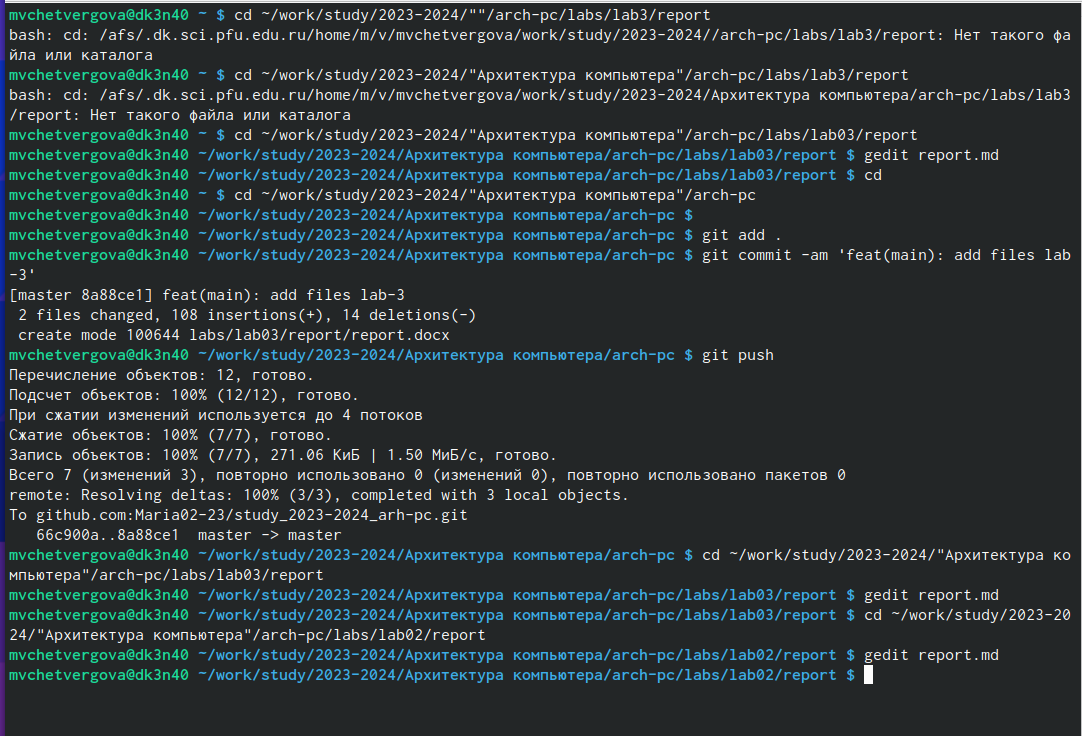 mvchetvergova@dk3n40 ~ $ cd ~/work/study/2023-2024/""/arch-pc/labs/lab3/report
bash: cd: /afs/.dk.sci.pfu.edu.ru/home/m/v/mvchetvergova/work/study/2023-2024//arch-pc/labs/lab3/report: Нет такого фа
йла или каталога
mvchetvergova@dk3n40 ~ $ cd ~/work/study/2023-2024/"Архитектура компьютера"/arch-pc/labs/lab3/report
bash: cd: /afs/.dk.sci.pfu.edu.ru/home/m/v/mvchetvergova/work/study/2023-2024/Архитектура компьютера/arch-pc/labs/lab3
/report: Нет такого файла или каталога
mvchetvergova@dk3n40 ~ $ cd ~/work/study/2023-2024/"Архитектура компьютера"/arch-pc/labs/lab03/report
mvchetvergova@dk3n40 ~/work/study/2023-2024/Архитектура компьютера/arch-pc/labs/lab03/report $ gedit report.md
mvchetvergova@dk3n40 ~/work/study/2023-2024/Архитектура компьютера/arch-pc/labs/lab03/report $ cd
mvchetvergova@dk3n40 ~ $ cd ~/work/study/2023-2024/"Архитектура компьютера"/arch-pc
mvchetvergova@dk3n40 ~/work/study/2023-2024/Архитектура компьютера/arch-pc $
mvchetvergova@dk3n40 ~/work/study/2023-2024/Архитектура компьютера/arch-pc $ git add .
mvchetvergova@dk3n40 ~/work/study/2023-2024/Архитектура компьютера/arch-pc $ git commit -am 'feat(main): add files lab
-3'
[master 8a88ce1] feat(main): add files lab-3
 2 files changed, 108 insertions(+), 14 deletions(-)
 create mode 100644 labs/lab03/report/report.docx
mvchetvergova@dk3n40 ~/work/study/2023-2024/Архитектура компьютера/arch-pc $ git push
Перечисление объектов: 12, готово.
Подсчет объектов: 100% (12/12), готово.
При сжатии изменений используется до 4 потоков
Сжатие объектов: 100% (7/7), готово.
Запись объектов: 100% (7/7), 271.06 КиБ | 1.50 МиБ/с, готово.
Всего 7 (изменений 3), повторно использовано 0 (изменений 0), повторно использовано пакетов 0
remote: Resolving deltas: 100% (3/3), completed with 3 local objects.
To github.com:Maria02-23/study_2023-2024_arh-pc.git
   66c900a..8a88ce1  master -> master
mvchetvergova@dk3n40 ~/work/study/2023-2024/Архитектура компьютера/arch-pc $ cd ~/work/study/2023-2024/"Архитектура ко
мпьютера"/arch-pc/labs/lab03/report
mvchetvergova@dk3n40 ~/work/study/2023-2024/Архитектура компьютера/arch-pc/labs/lab03/report $ gedit report.md
mvchetvergova@dk3n40 ~/work/study/2023-2024/Архитектура компьютера/arch-pc/labs/lab03/report $ cd ~/work/study/2023-20
24/"Архитектура компьютера"/arch-pc/labs/lab02/report
mvchetvergova@dk3n40 ~/work/study/2023-2024/Архитектура компьютера/arch-pc/labs/lab02/report $ gedit report.md
mvchetvergova@dk3n40 ~/work/study/2023-2024/Архитектура компьютера/arch-pc/labs/lab02/report $